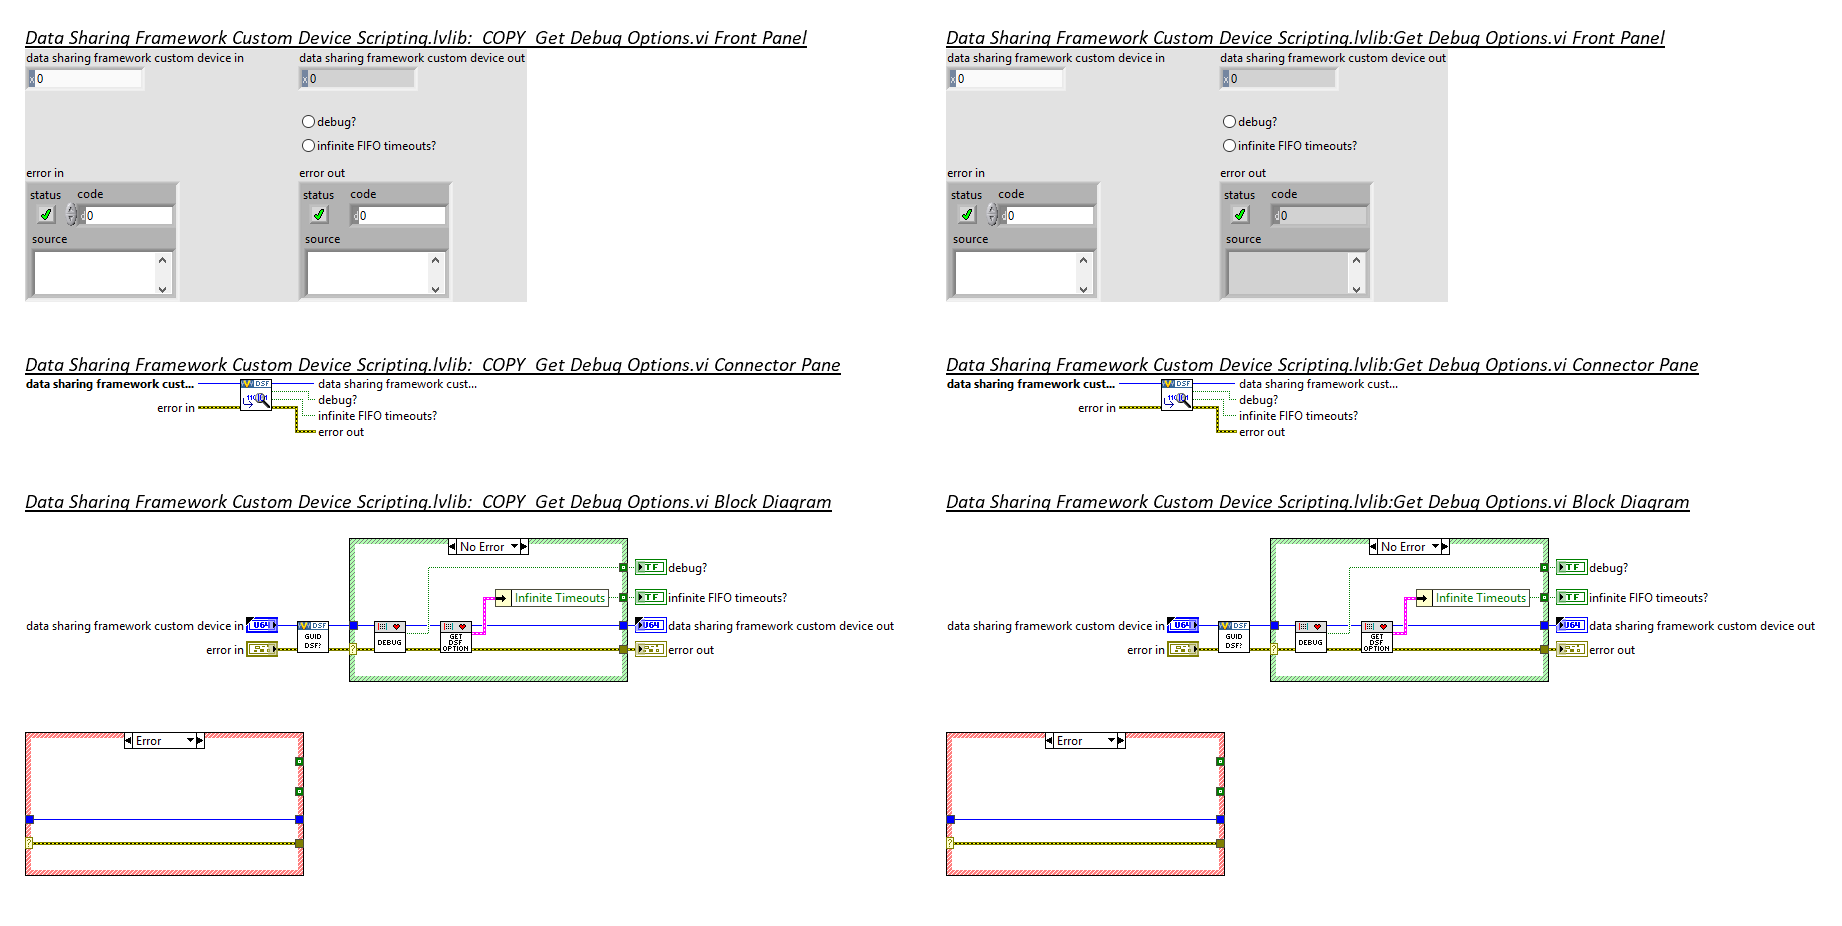 Data Sharing Framework Custom Device Scripting.lvlib:_COPY_Get Debug Options.vi Front Panel
data sharing framework custom device in
data sharing framework custom device out
x 0
x 0
debug?
infinite FIFO timeouts?
error in
error out
status code
status code
d 0
d 0
source
source
Data Sharing Framework Custom Device Scripting.lvlib:_COPY_Get Debug Options.vi Connector Pane
data sharing framework cust...
DSF
data sharing framework cust...
debug?
error in
infinite FIFO timeouts?
error out
Data Sharing Framework Custom Device Scripting.lvlib:_COPY_Get Debug Options.vi Block Diagram
No Error
TF debug?
Infinite Timeouts
TF infinite FIFO timeouts?
data sharing framework custom device in U64
DSF
GUID
DSF?
DEBUG
GET
DSF
OPTION
U64 data sharing framework custom device out
error in
?
error out
Error
?
Data Sharing Framework Custom Device Scripting.lvlib:Get Debug Options.vi Front Panel
data sharing framework custom device in
data sharing framework custom device out
x 0
x 0
debug?
infinite FIFO timeouts?
error in
error out
status code
status code
d 0
d 0
source
source
Data Sharing Framework Custom Device Scripting.lvlib:Get Debug Options.vi Connector Pane
data sharing framework cust...
DSF
data sharing framework cust...
debug?
error in
infinite FIFO timeouts?
error out
Data Sharing Framework Custom Device Scripting.lvlib:Get Debug Options.vi Block Diagram
No Error
TF debug?
Infinite Timeouts
TF infinite FIFO timeouts?
data sharing framework custom device in U64
DSF
GUID
DSF?
DEBUG
GET
DSF
OPTION
U64 data sharing framework custom device out
error in
?
error out
Error
?